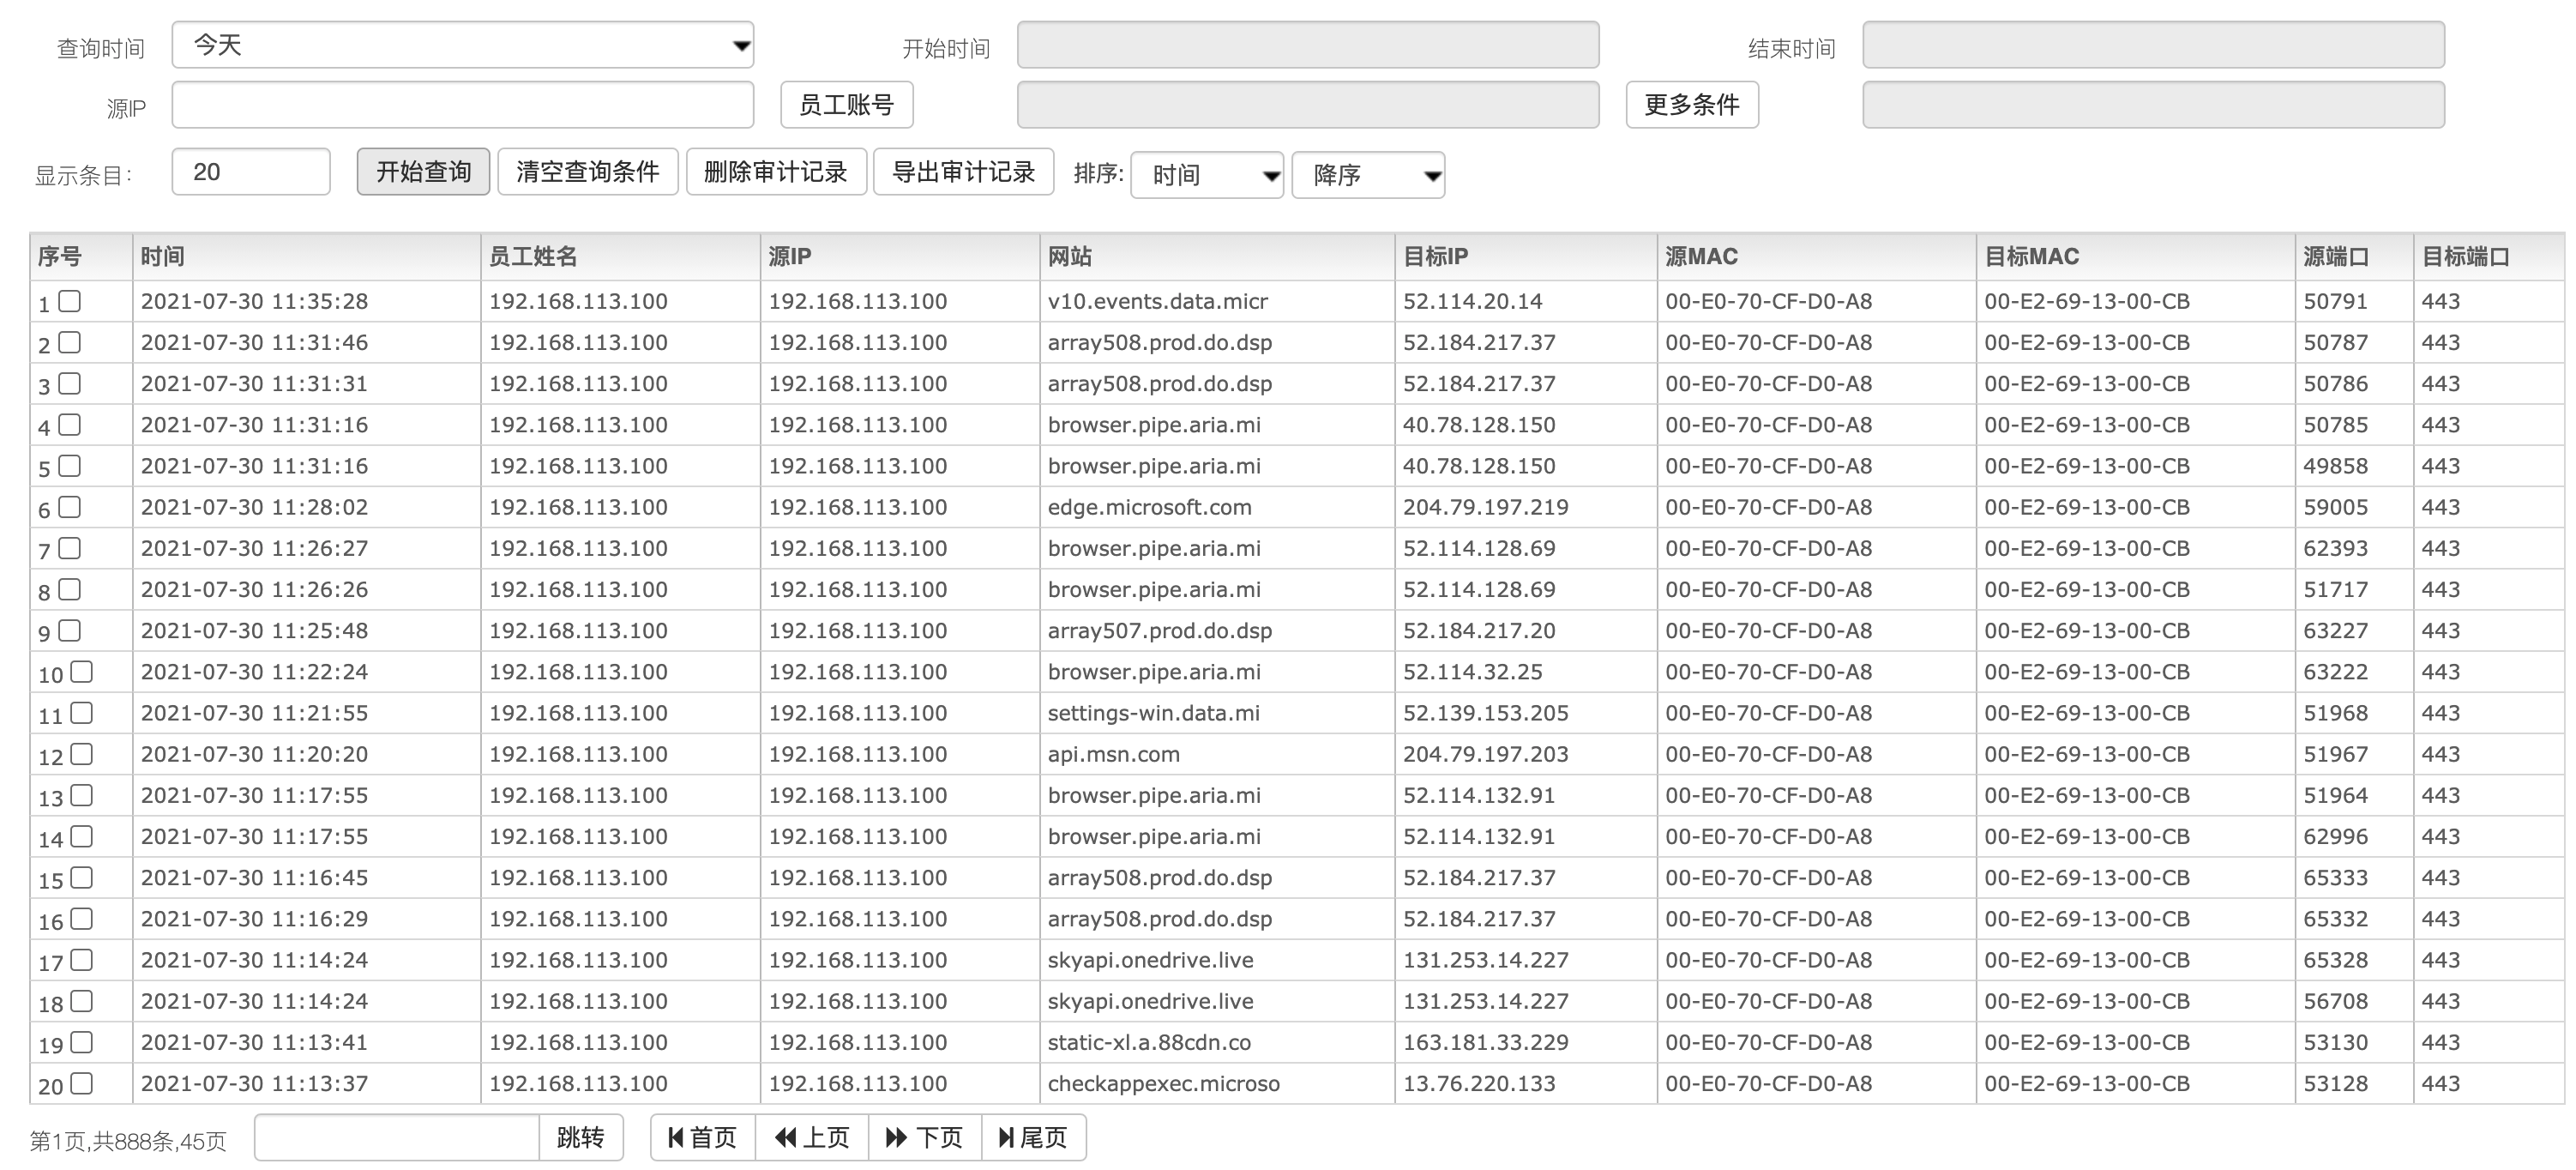 查询时间 今天 开始时间 结束时间
源IP 员工账号 更多条件
显示条目: 20 开始查询 清空查询条件 删除审计记录 导出审计记录 排序: 时间 降序
序号 时间 员工姓名 源IP 网站 目标IP 源MAC 目标MAC 源端口 目标端口
1 2021-07-30 11:35:28 192.168.113.100 192.168.113.100 v10.events.data.micr 52.114.20.14 00-E0-70-CF-D0-A8 00-E2-69-13-00-CB 50791 443
2 2021-07-30 11:31:46 192.168.113.100 192.168.113.100 array508.prod.do.dsp 52.184.217.37 00-E0-70-CF-D0-A8 00-E2-69-13-00-CB 50787 443
3 2021-07-30 11:31:31 192.168.113.100 192.168.113.100 array508.prod.do.dsp 52.184.217.37 00-E0-70-CF-D0-A8 00-E2-69-13-00-CB 50786 443
4 2021-07-30 11:31:16 192.168.113.100 192.168.113.100 browser.pipe.aria.mi 40.78.128.150 00-E0-70-CF-D0-A8 00-E2-69-13-00-CB 50785 443
5 2021-07-30 11:31:16 192.168.113.100 192.168.113.100 browser.pipe.aria.mi 40.78.128.150 00-E0-70-CF-D0-A8 00-E2-69-13-00-CB 49858 443
6 2021-07-30 11:28:02 192.168.113.100 192.168.113.100 edge.microsoft.com 204.79.197.219 00-E0-70-CF-D0-A8 00-E2-69-13-00-CB 59005 443
7 2021-07-30 11:26:27 192.168.113.100 192.168.113.100 browser.pipe.aria.mi 52.114.128.69 00-E0-70-CF-D0-A8 00-E2-69-13-00-CB 62393 443
8 2021-07-30 11:26:26 192.168.113.100 192.168.113.100 browser.pipe.aria.mi 52.114.128.69 00-E0-70-CF-D0-A8 00-E2-69-13-00-CB 51717 443
9 2021-07-30 11:25:48 192.168.113.100 192.168.113.100 array507.prod.do.dsp 52.184.217.20 00-E0-70-CF-D0-A8 00-E2-69-13-00-CB 63227 443
10 2021-07-30 11:22:24 192.168.113.100 192.168.113.100 browser.pipe.aria.mi 52.114.32.25 00-E0-70-CF-D0-A8 00-E2-69-13-00-CB 63222 443
11 2021-07-30 11:21:55 192.168.113.100 192.168.113.100 settings-win.data.mi 52.139.153.205 00-E0-70-CF-D0-A8 00-E2-69-13-00-CB 51968 443
12 2021-07-30 11:20:20 192.168.113.100 192.168.113.100 api.msn.com 204.79.197.203 00-E0-70-CF-D0-A8 00-E2-69-13-00-CB 51967 443
13 2021-07-30 11:17:55 192.168.113.100 192.168.113.100 browser.pipe.aria.mi 52.114.132.91 00-E0-70-CF-D0-A8 00-E2-69-13-00-CB 51964 443
14 2021-07-30 11:17:55 192.168.113.100 192.168.113.100 browser.pipe.aria.mi 52.114.132.91 00-E0-70-CF-D0-A8 00-E2-69-13-00-CB 62996 443
15 2021-07-30 11:16:45 192.168.113.100 192.168.113.100 array508.prod.do.dsp 52.184.217.37 00-E0-70-CF-D0-A8 00-E2-69-13-00-CB 65333 443
16 2021-07-30 11:16:29 192.168.113.100 192.168.113.100 array508.prod.do.dsp 52.184.217.37 00-E0-70-CF-D0-A8 00-E2-69-13-00-CB 65332 443
17 2021-07-30 11:14:24 192.168.113.100 192.168.113.100 skyapi.onedrive.live 131.253.14.227 00-E0-70-CF-D0-A8 00-E2-69-13-00-CB 65328 443
18 2021-07-30 11:14:24 192.168.113.100 192.168.113.100 skyapi.onedrive.live 131.253.14.227 00-E0-70-CF-D0-A8 00-E2-69-13-00-CB 56708 443
19 2021-07-30 11:13:41 192.168.113.100 192.168.113.100 static-xl.a.88cdn.co 163.181.33.229 00-E0-70-CF-D0-A8 00-E2-69-13-00-CB 53130 443
20 2021-07-30 11:13:37 192.168.113.100 192.168.113.100 checkappexec.microso 13.76.220.133 00-E0-70-CF-D0-A8 00-E2-69-13-00-CB 53128 443
第1页,共888条,45页 跳转 首页 上页 下页 尾页